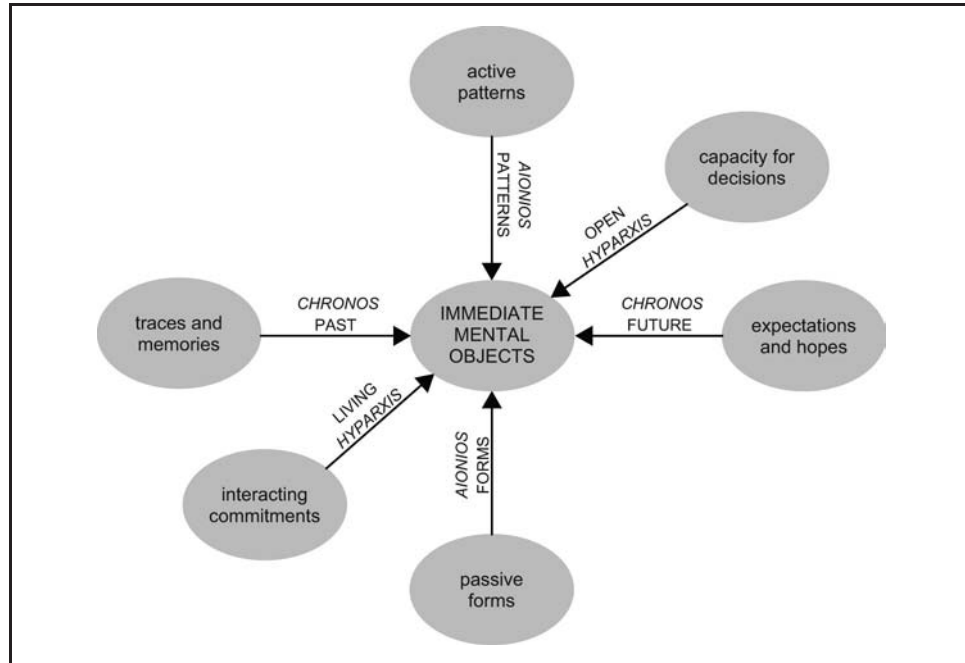 active
patterns
AIONIOS
PATTERNS
capacity for
decisions
OPEN
HYPARXIS
traces and
memories
CHRONOS
PAST
IMMEDIATE
MENTAL
OBJECTS
CHRONOS
FUTURE
expectations
and hopes
LIVING
HYPARXIS
interacting
commitments
AIONIOS
FORMS
passive
forms